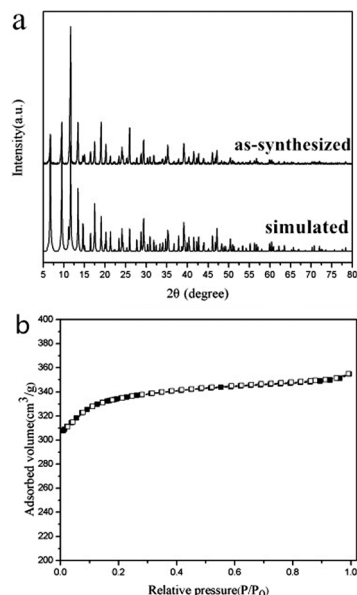 a
Intensity(a.u.)
as-synthesized
simulated
5 10 15 20 25 30 35 40 45 50 55 60 65 70 75 80
2θ (degree)
b
Adsorbed volume(cm³/g)
400
380
360
340
320
300
280
260
240
220
200
0.0 0.2 0.4 0.6 0.8 1.0
Relative pressure(P/P₀)